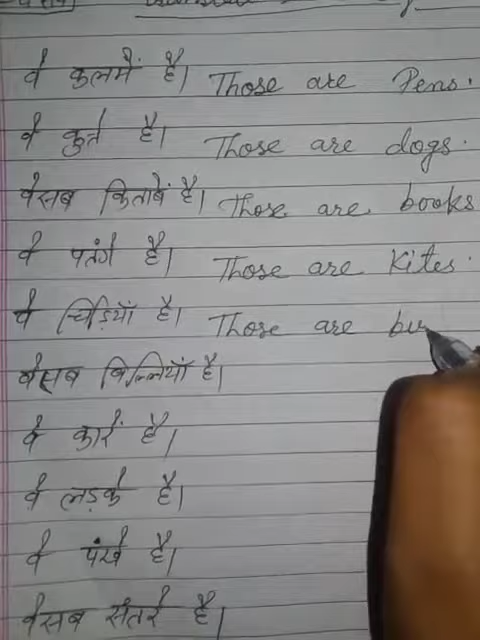 वे कलमें है। Those are Pens.
वे कुत्ते है। Those are dogs.
वेसब किताबें है। Those are books
वे पतंगे है। Those are Kites.
वे चिड़ियाँ है। Those are bir
वेसब बिल्लियाँ है।
वे कारें है।
वे लड़के है।
वे पंखे है।
वेसब संतरे है।